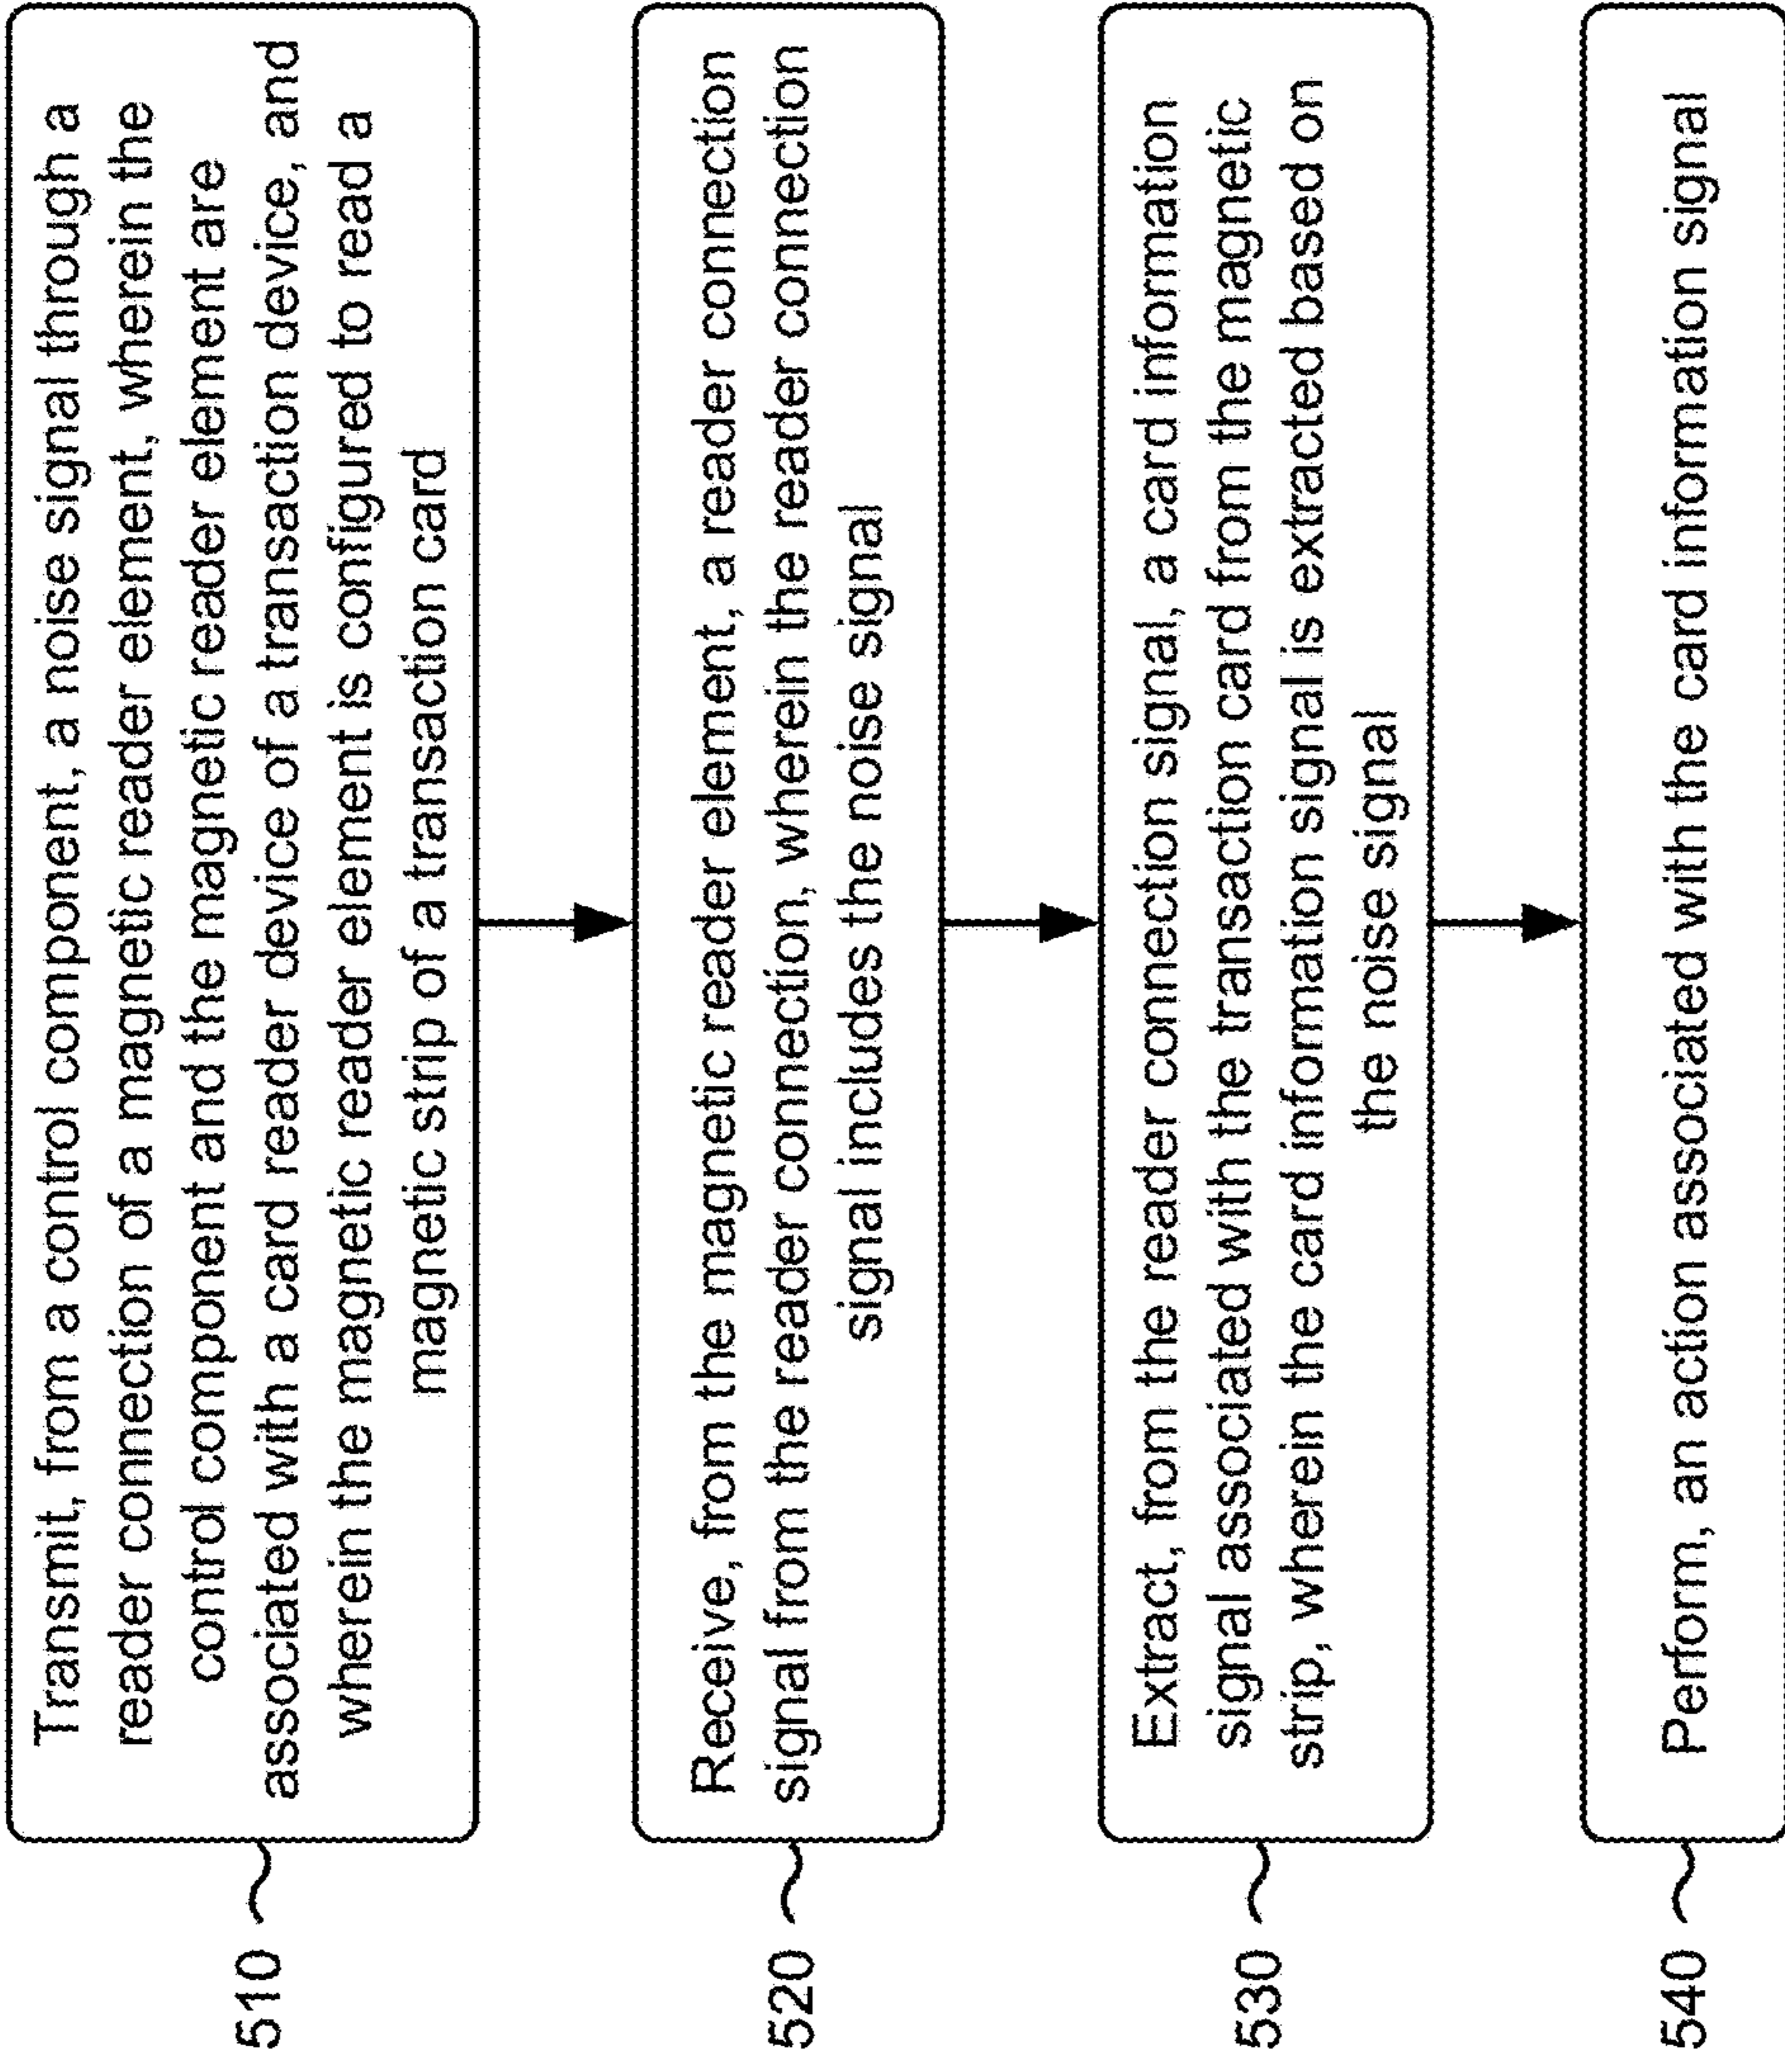 510
Transmit, from a control component, a noise signal through a
reader connection of a magnetic reader element, wherein the
control component and the magnetic reader element are
associated with a card reader device of a transaction device, and
wherein the magnetic reader element is configured to read a
magnetic strip of a transaction card
520
Receive, from the magnetic reader element, a reader connection
signal from the reader connection, wherein the reader connection
signal includes the noise signal
530
Extract, from the reader connection signal, a card information
signal associated with the transaction card from the magnetic
strip, wherein the card information signal is extracted based on
the noise signal
540
Perform, an action associated with the card information signal